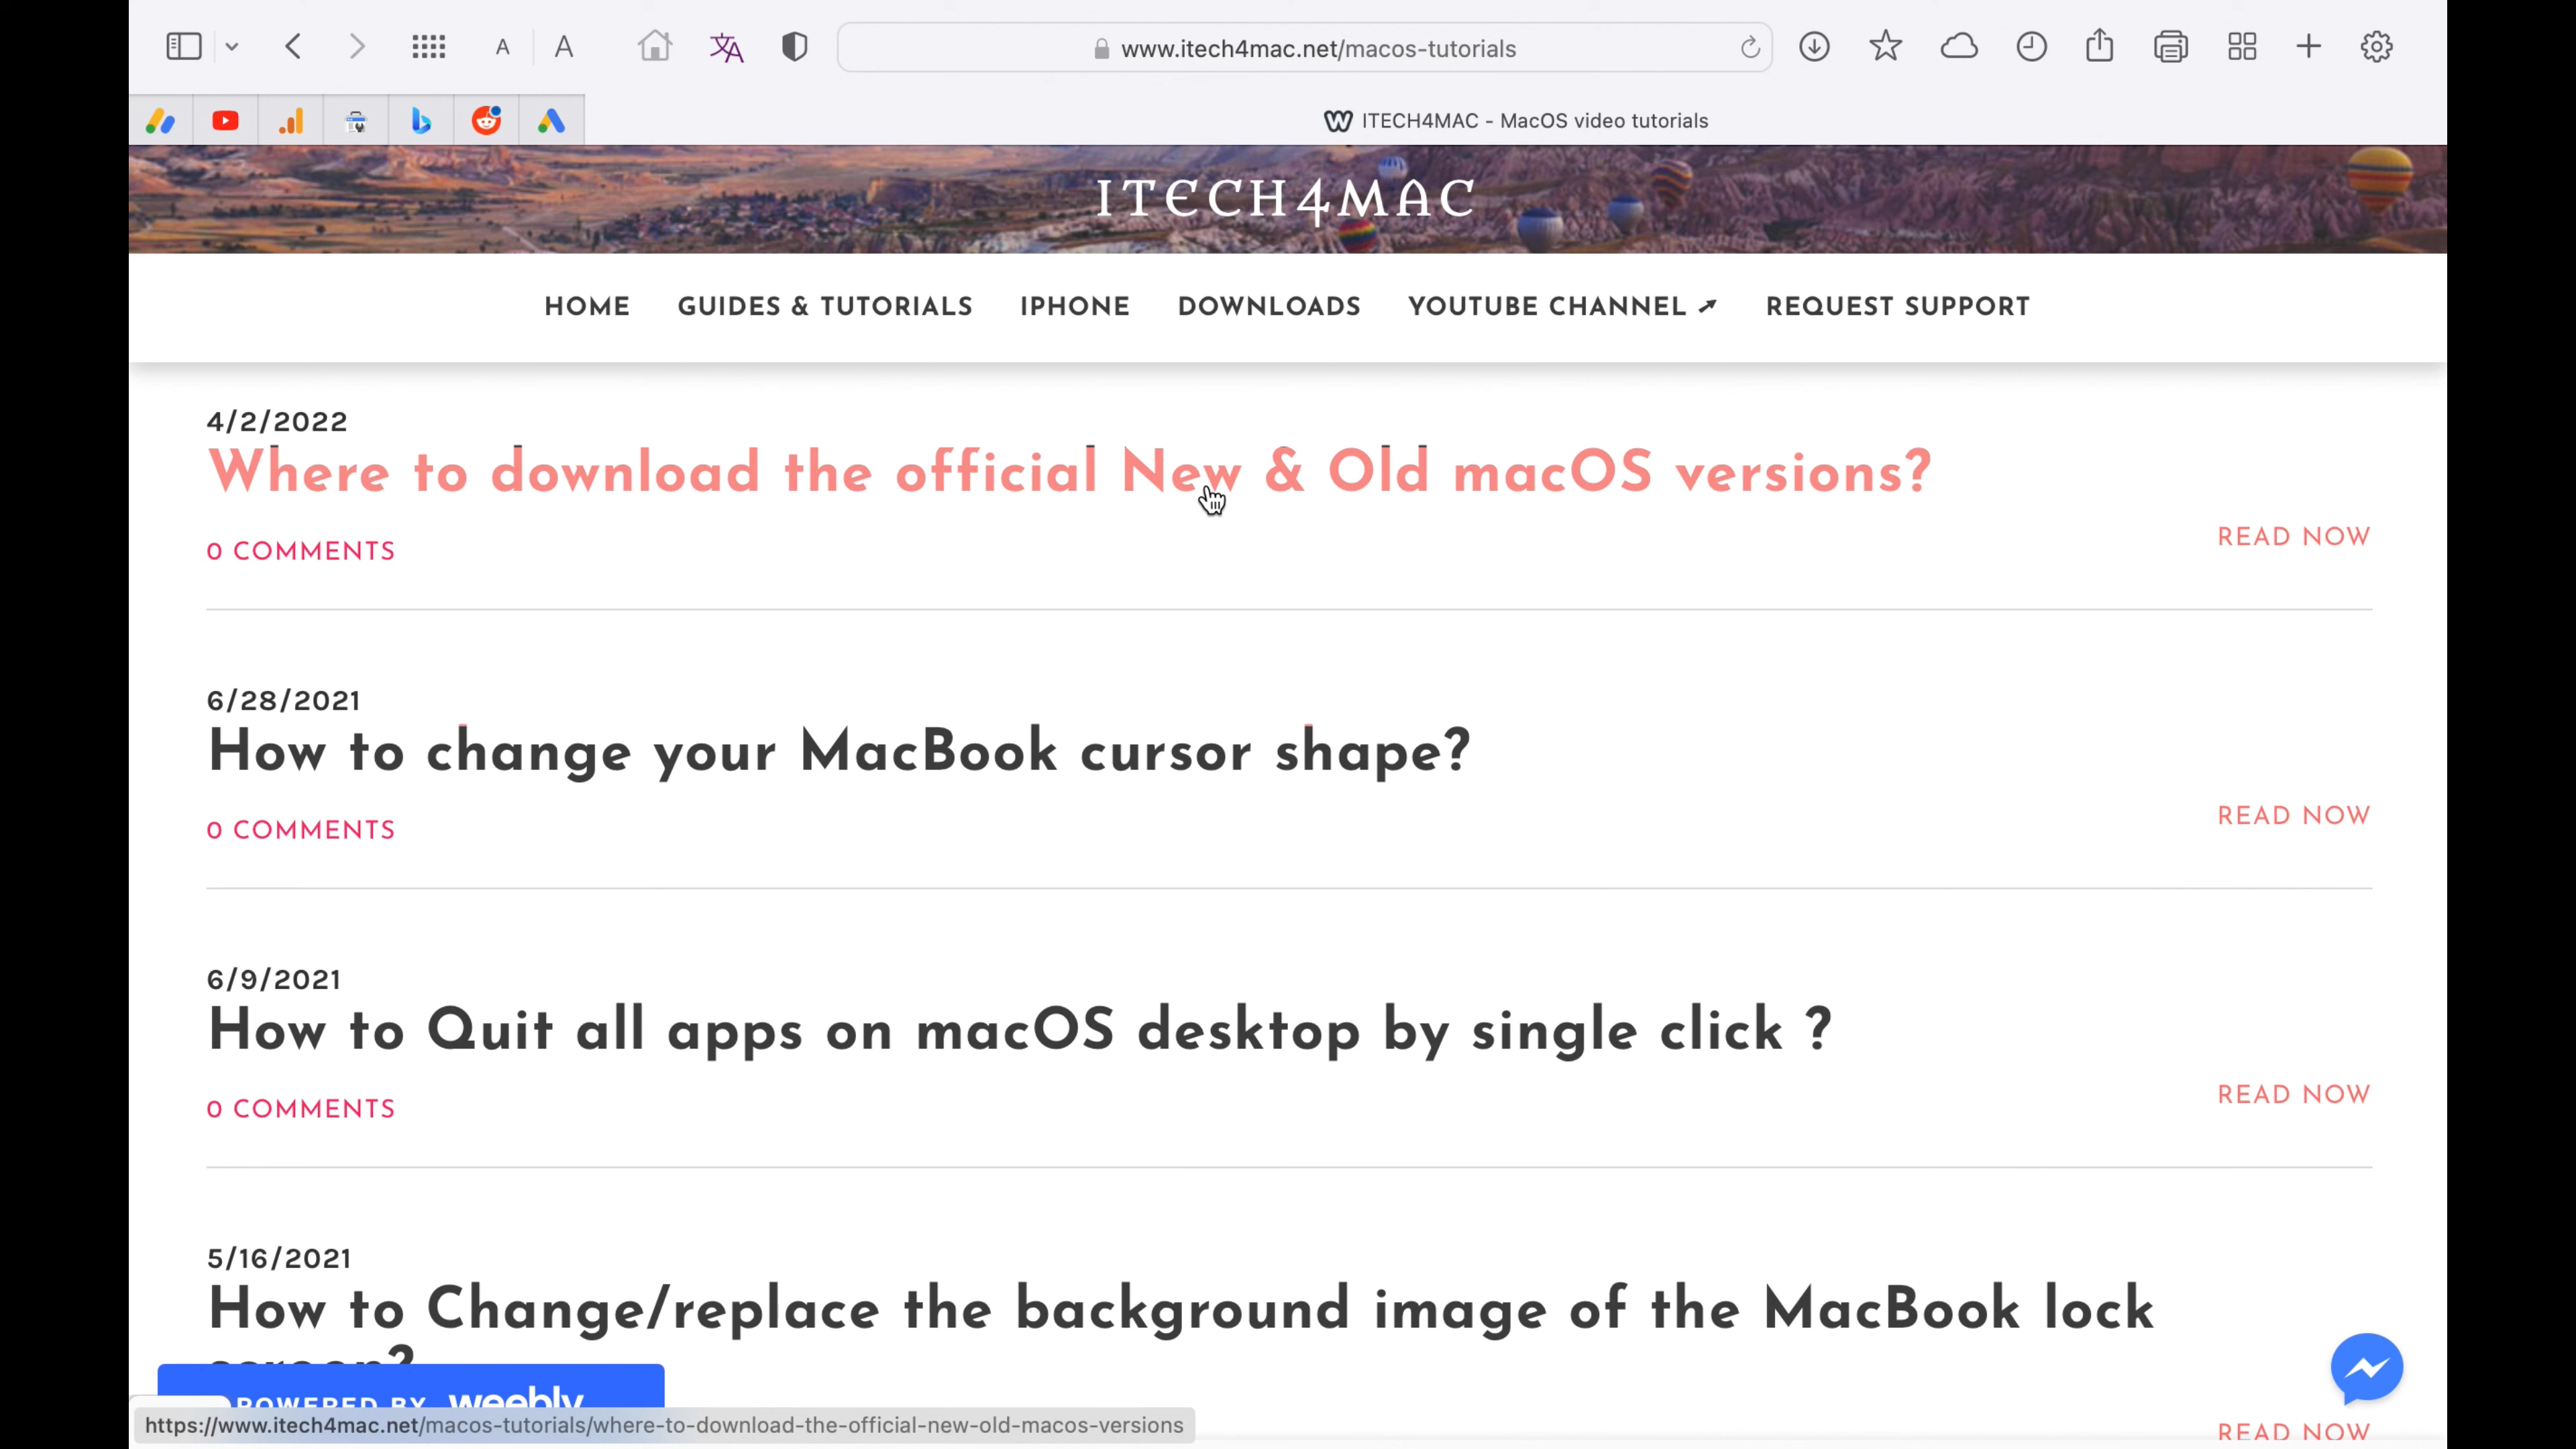 A A
www.itech4mac.net/macos-tutorials
ITECH4MAC - MacOS video tutorials
ITECH4MAC
HOME GUIDES & TUTORIALS IPHONE DOWNLOADS YOUTUBE CHANNEL REQUEST SUPPORT
4/2/2022
Where to download the official New & Old macOS versions?
0 COMMENTS
READ NOW
6/28/2021
How to change your MacBook cursor shape?
0 COMMENTS
READ NOW
6/9/2021
How to Quit all apps on macOS desktop by single click ?
0 COMMENTS
READ NOW
5/16/2021
How to Change/replace the background image of the MacBook lock
screen?
POWERED BY weebly
READ NOW
https://www.itech4mac.net/macos-tutorials/where-to-download-the-official-new-old-macos-versions